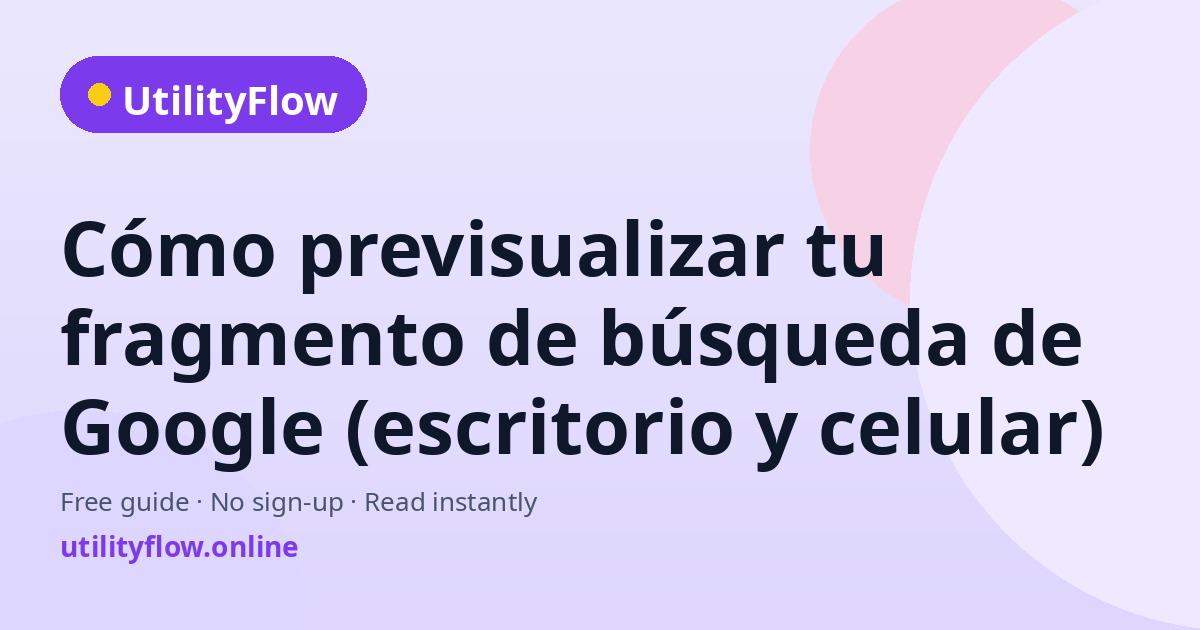 UtilityFlow
Cómo previsualizar tu
fragmento de búsqueda de
Google (escritorio y celular)
Free guide · No sign-up · Read instantly
utilityflow.online